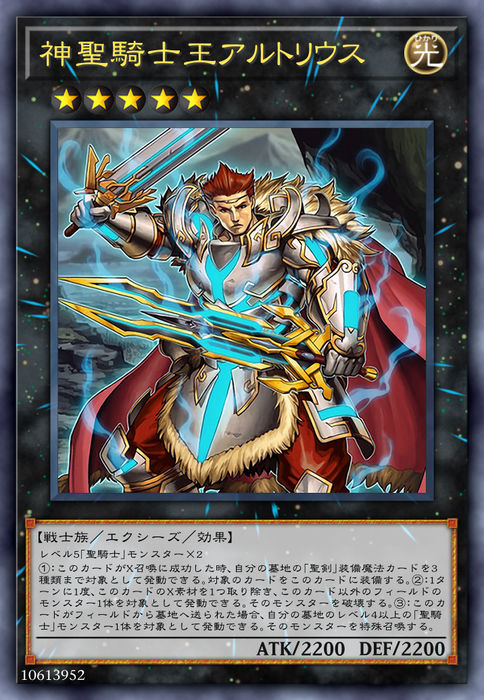 神聖騎士王アルトリウス
光
ひかり
【戦士族／エクシーズ／効果】
レベル5「聖騎士」モンスター×2
①：このカードがX召喚に成功した時、自分の墓地の「聖剣」装備魔法カードを3
種類まで対象として発動できる。対象のカードをこのカードに装備する。②：1タ
ーンに1度、このカードのX素材を1つ取り除き、このカード以外のフィールドの
モンスター1体を対象として発動できる。そのモンスターを破壊する。③：このカ
ードがフィールドから墓地へ送られた場合、自分の墓地のレベル4以上の「聖騎
士」モンスター1体を対象として発動できる。そのモンスターを特殊召喚する。
ATK/2200 DEF/2200
10613952